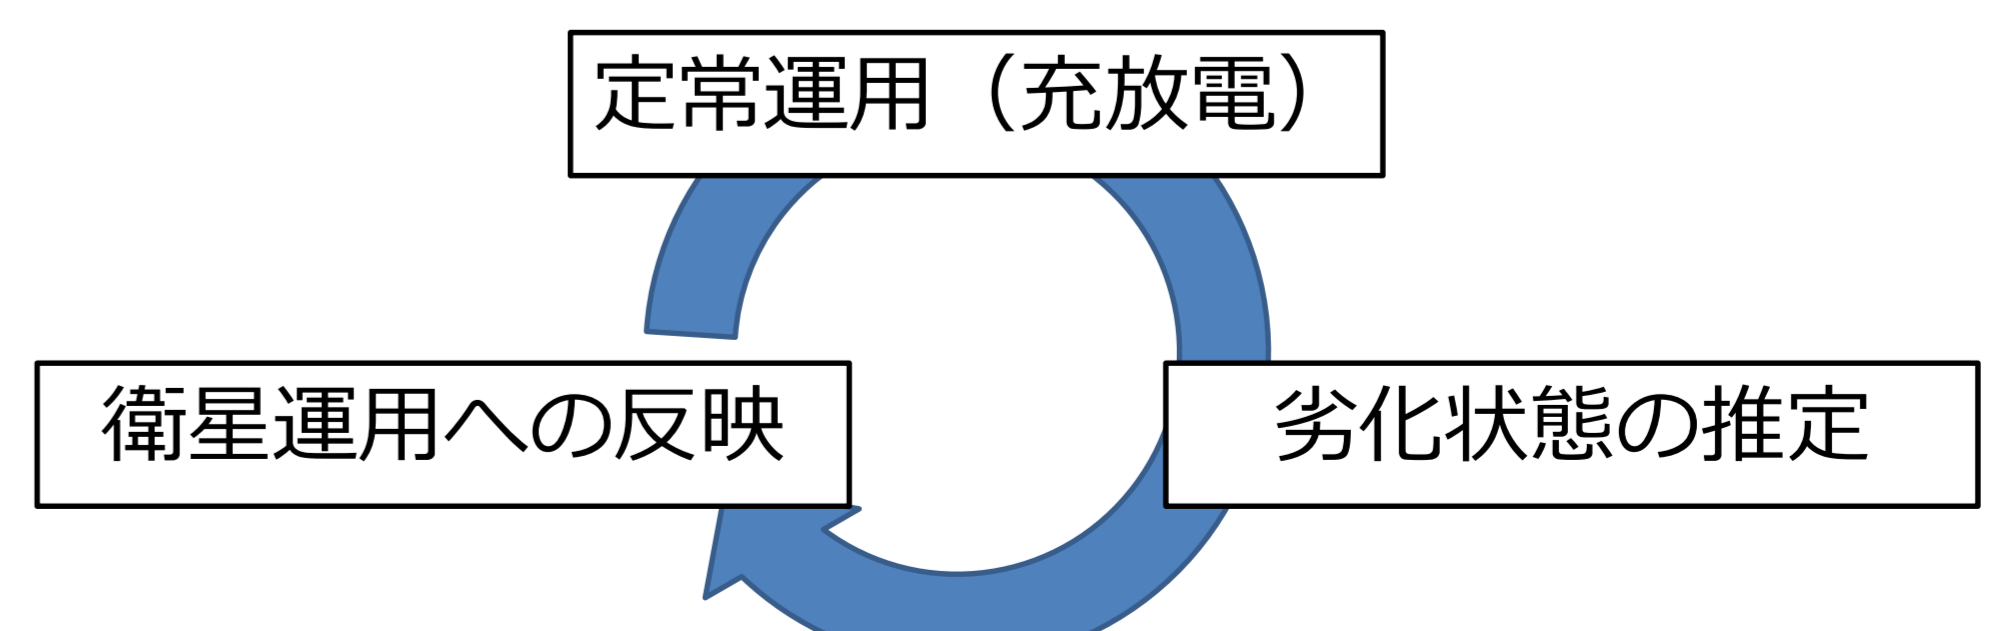 定常運用（充放電）
衛星運用への反映
劣化状態の推定